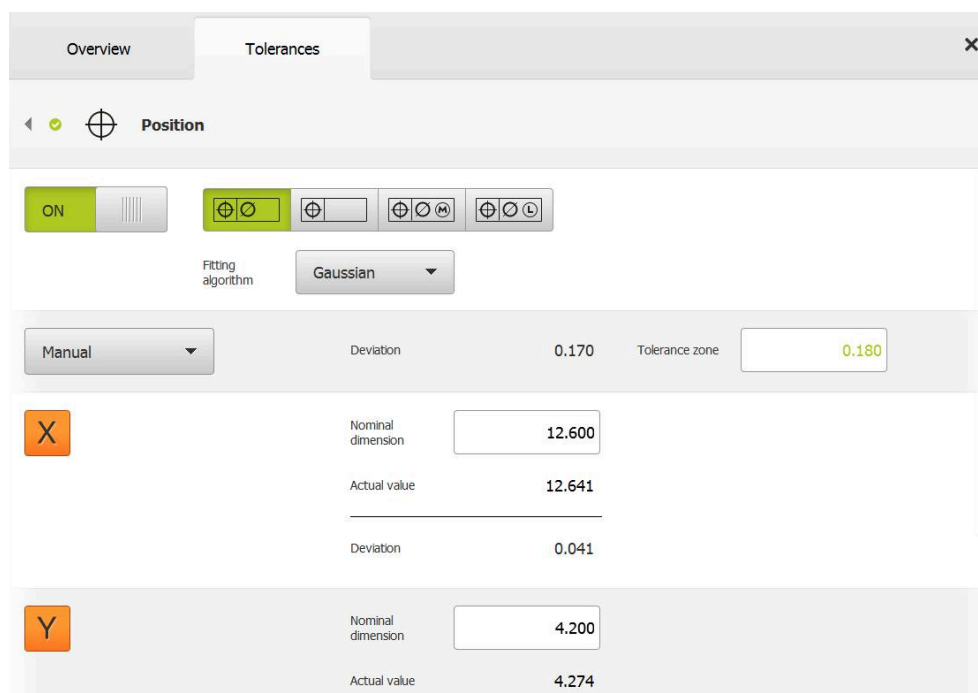 Overview
Tolerances
Position
ON
M
L
Fitting
algorithm
Gaussian
Manual
Deviation
0.170
Tolerance zone
0.180
X
Nominal
dimension
12.600
Actual value
12.641
Deviation
0.041
Y
Nominal
dimension
4.200
Actual value
4.274